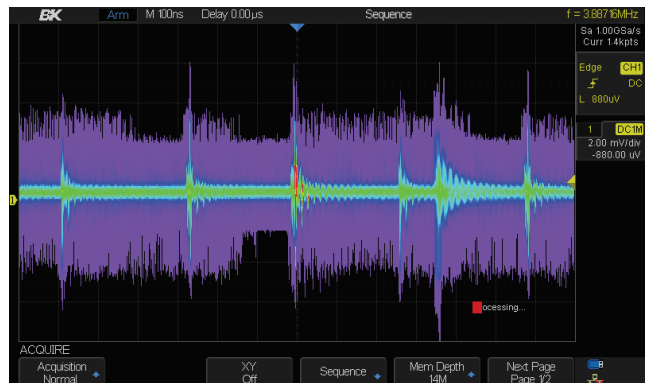 BK Arm M 100ns Delay 0.00μs Sequence f = 3.88716MHz
Sa 1.00GSa/s
Curr 1.4kpts
Edge CH1
DC
L 880uV
1 DC1M
2.00 mV/div
-880.00 uV
1
ocessing...
ACQUIRE
Acquisition XY Sequence Mem Depth Next Page
Normal Off 14M Page 1/2